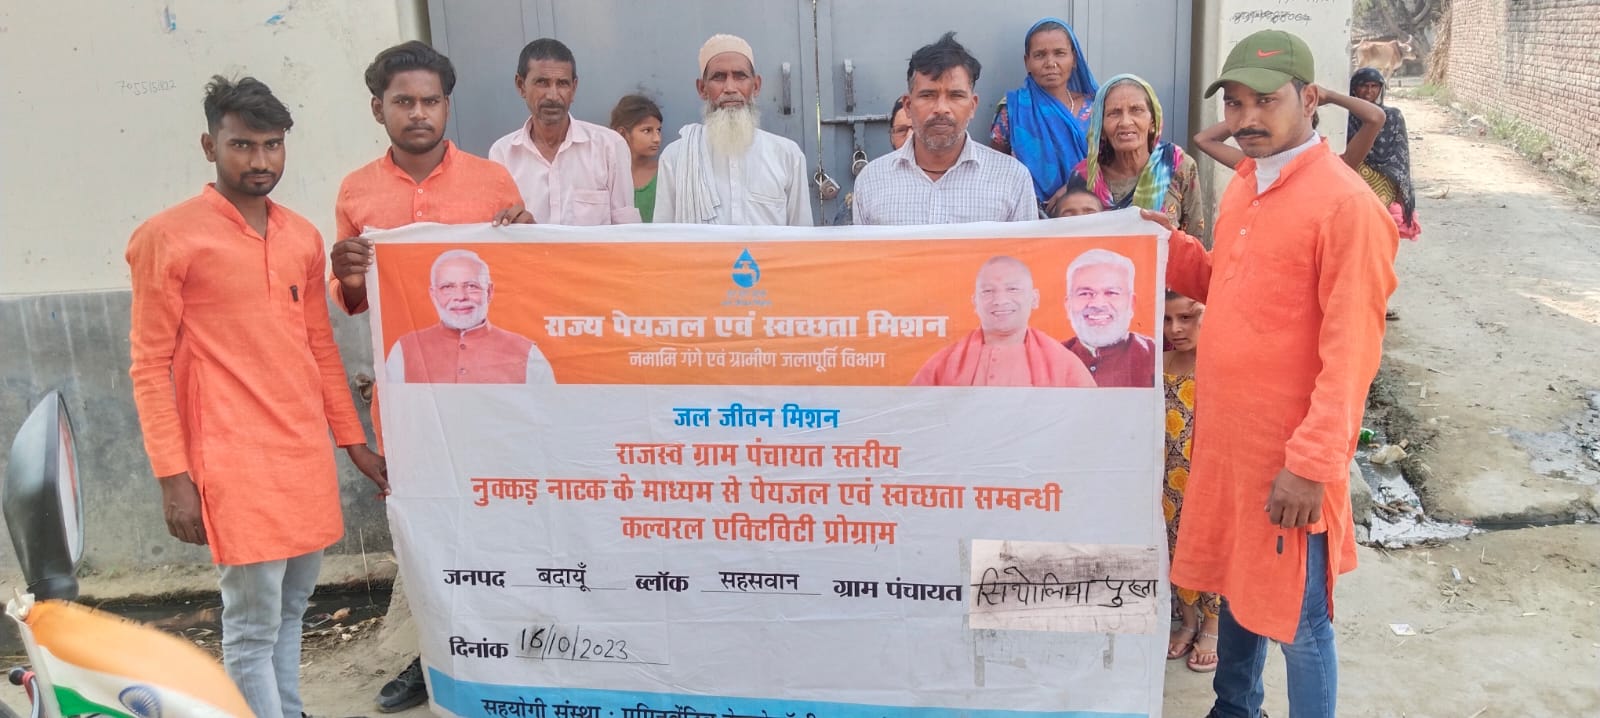 7055151822
राज्य पेयजल एवं स्वच्छता मिशन
नमामि गंगे एवं ग्रामीण जलापूर्ति विभाग
जल जीवन मिशन
राजस्व ग्राम पंचायत स्तरीय
नुक्कड़ नाटक के माध्यम से पेयजल एवं स्वच्छता सम्बन्धी
कल्चरल एक्टिविटी प्रोग्राम
जनपद बदायूँ ब्लॉक सहसवान ग्राम पंचायत सिथोलिया पुख्ता
दिनांक 16/10/2023
सहयोगी संस्था :